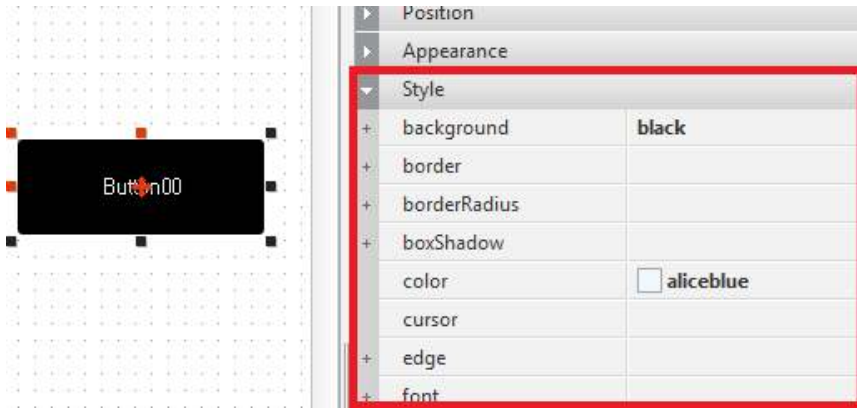 Position
Appearance
Style
background black
border
borderRadius
boxShadow
color aliceblue
cursor
edge
font
Button00